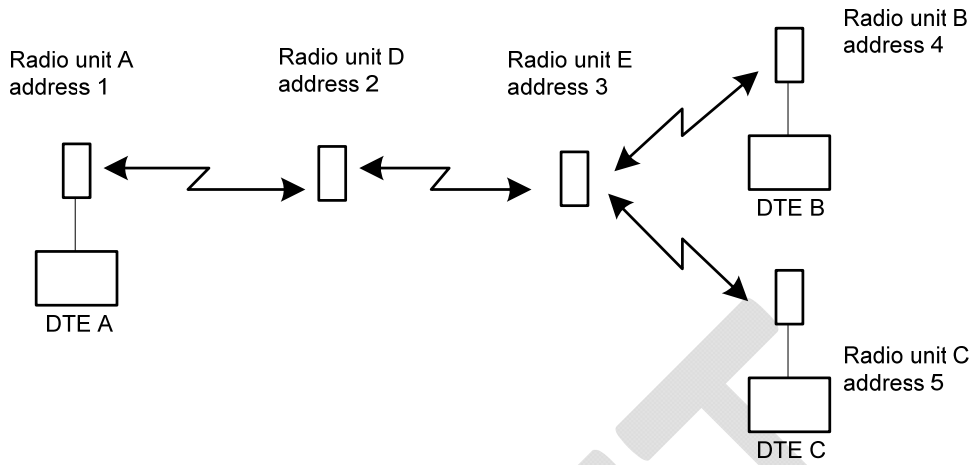 Radio unit A
address 1
Radio unit D
address 2
Radio unit E
address 3
Radio unit B
address 4
DTE A
DTE B
Radio unit C
address 5
DTE C